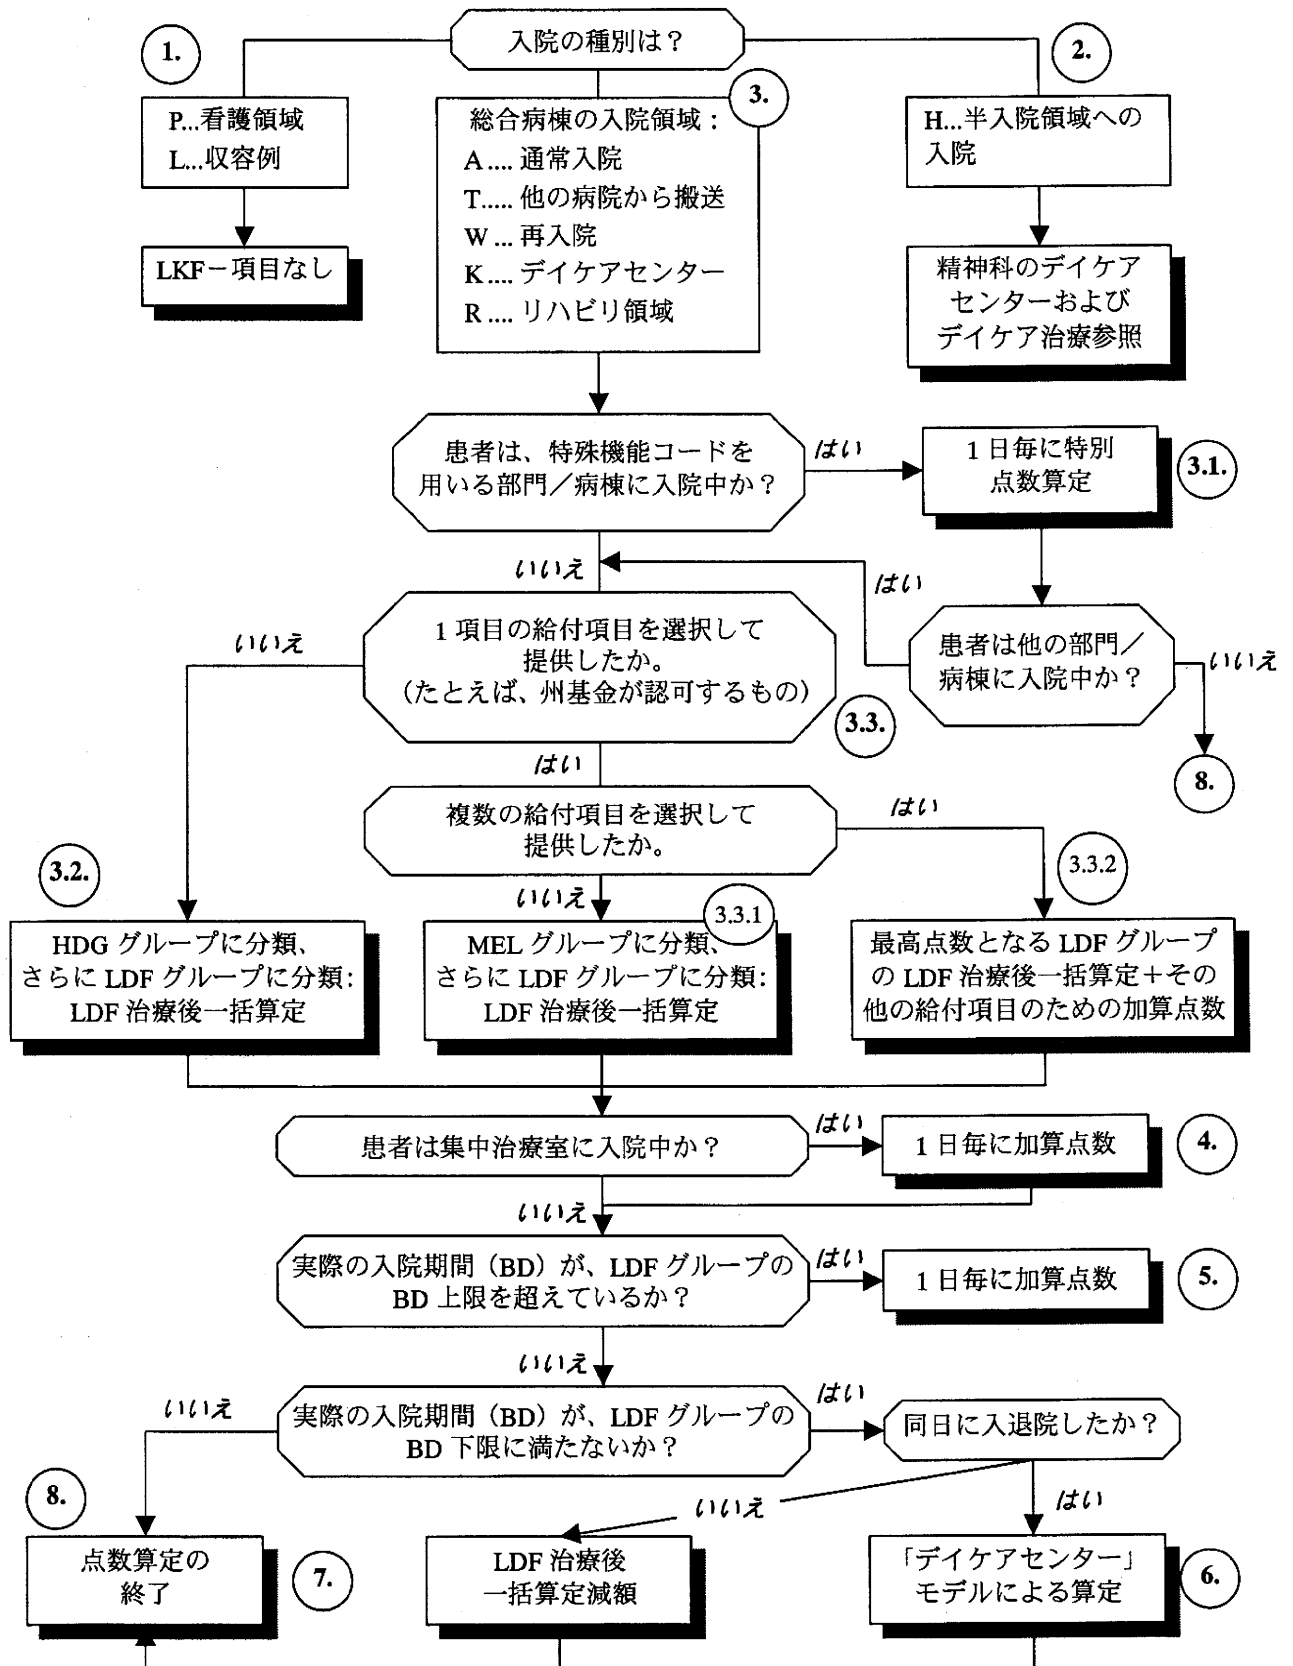 入院の種別は？
1.
2.
3.
P...看護領域
L...収容例
総合病棟の入院領域：
A .... 通常入院
T..... 他の病院から搬送
W ... 再入院
K .... デイケアセンター
R .... リハビリ領域
H...半入院領域への
入院
LKF－項目なし
精神科のデイケア
センターおよび
デイケア治療参照
患者は、特殊機能コードを
用いる部門／病棟に入院中か？
はい
1 日毎に特別
点数算定
3.1.
いいえ
はい
1 項目の給付項目を選択して
提供したか。
（たとえば、州基金が認可するもの）
いいえ
患者は他の部門／
病棟に入院中か？
いいえ
3.3.
8.
はい
複数の給付項目を選択して
提供したか。
はい
3.2.
いいえ
3.3.1
3.3.2
HDG グループに分類、
さらに LDF グループに分類：
LDF 治療後一括算定
MEL グループに分類、
さらに LDF グループに分類：
LDF 治療後一括算定
最高点数となる LDF グループ
の LDF 治療後一括算定＋その
他の給付項目のための加算点数
患者は集中治療室に入院中か？
はい
1 日毎に加算点数
4.
いいえ
実際の入院期間（BD）が、LDF グループの
BD 上限を超えているか？
はい
1 日毎に加算点数
5.
いいえ
実際の入院期間（BD）が、LDF グループの
BD 下限に満たないか？
いいえ
はい
同日に入退院したか？
8.
いいえ
はい
点数算定の
終了
7.
LDF 治療後
一括算定減額
「デイケアセンター」
モデルによる算定
6.